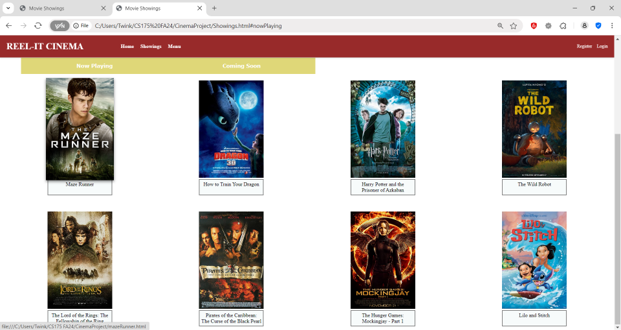 Movie Showings
Movie Showings
File
C:/Users/Twink/CS175%20FA24/CinemaProject/Showings.html#nowPlaying
REEL-IT CINEMA
Home
Showings
Menu
Register
Login
Now Playing
Coming Soon
THE
MAZE
RUNNER
DRAGON
3D
Harry Potter
THE
WILD
ROBOT
Maze Runner
How to Train Your Dragon
Harry Potter and the
Prisoner of Azkaban
The Wild Robot
THE
LORD OF THE RINGS
PIRATES of the CARIBBEAN
MOCKINGJAY
Lilo & STITCH
The Lord of the Rings: The
Fellowship of the Ring
Pirates of the Caribbean:
The Curse of the Black Pearl
The Hunger Games:
Mockingjay - Part 1
Lilo and Stitch
file:///C:/Users/Twink/CS175 FA24/CinemaProject/mazeRunner.html